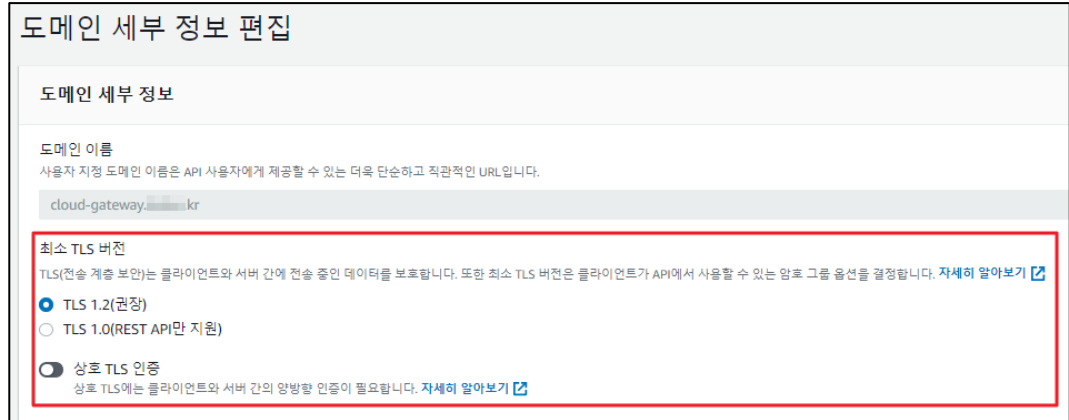 도메인 세부 정보 편집
도메인 세부 정보
도메인 이름
사용자 지정 도메인 이름은 API 사용자에게 제공할 수 있는 더욱 단순하고 직관적인 URL입니다.
cloud-gateway. kr
최소 TLS 버전
TLS(전송 계층 보안)는 클라이언트와 서버 간에 전송 중인 데이터를 보호합니다. 또한 최소 TLS 버전은 클라이언트가 API에서 사용할 수 있는 암호 그룹 옵션을 결정합니다. 자세히 알아보기
TLS 1.2(권장)
TLS 1.0(REST API만 지원)
상호 TLS 인증
상호 TLS에는 클라이언트와 서버 간의 양방향 인증이 필요합니다. 자세히 알아보기